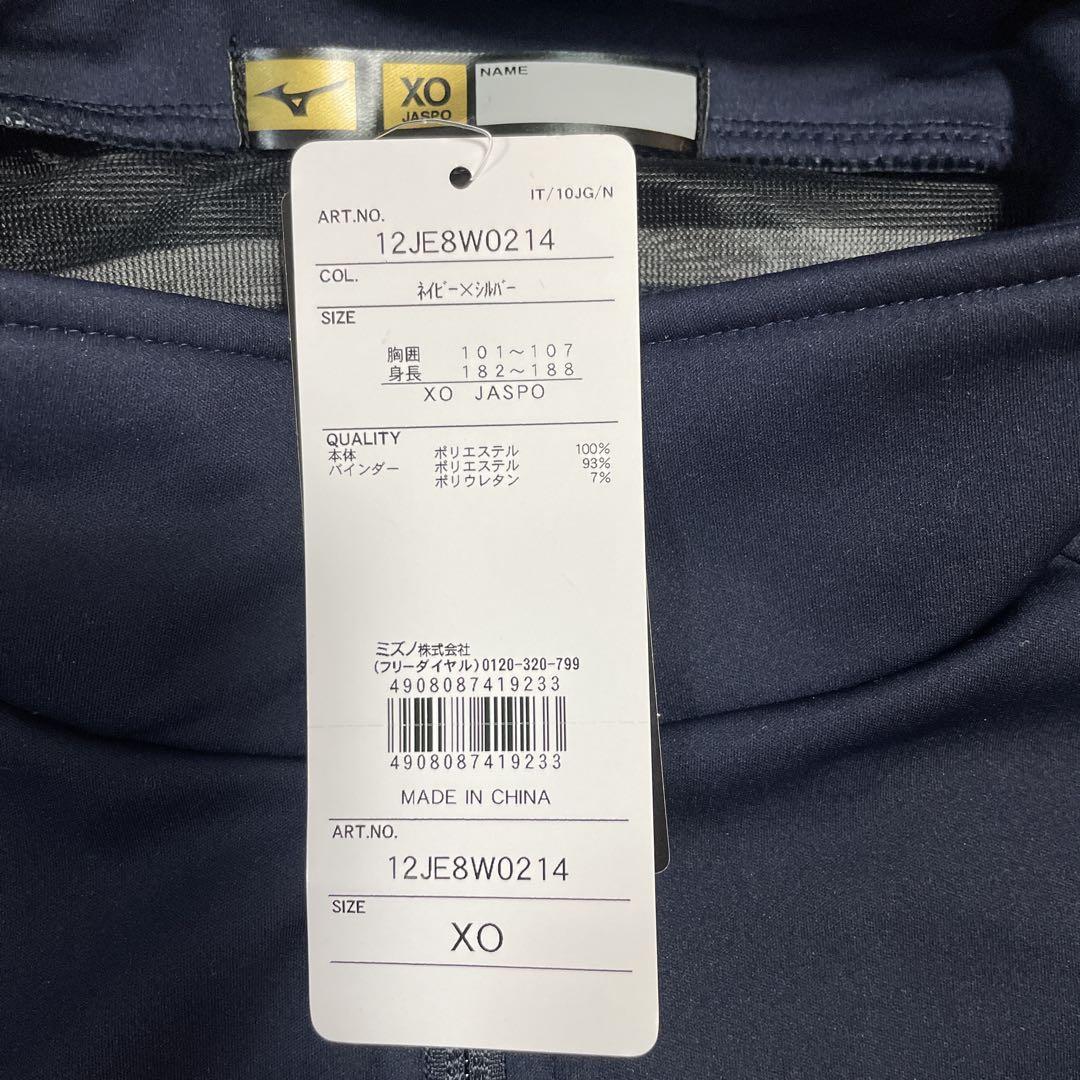 XO
JASPO
NAME
IT/10JG/N
ART.NO.
12JE8W0214
COL.
ﾈｲﾋﾞｰ×ｼﾙﾊﾞｰ
SIZE
胸囲 １０１～１０７
身長 １８２～１８８
XO JASPO
QUALITY
本体 ポリエステル 100%
バインダー ポリエステル 93%
ポリウレタン 7%
ミズノ株式会社
(フリーダイヤル)0120-320-799
4908087419233
4908087419233
MADE IN CHINA
ART.NO.
12JE8W0214
SIZE
XO